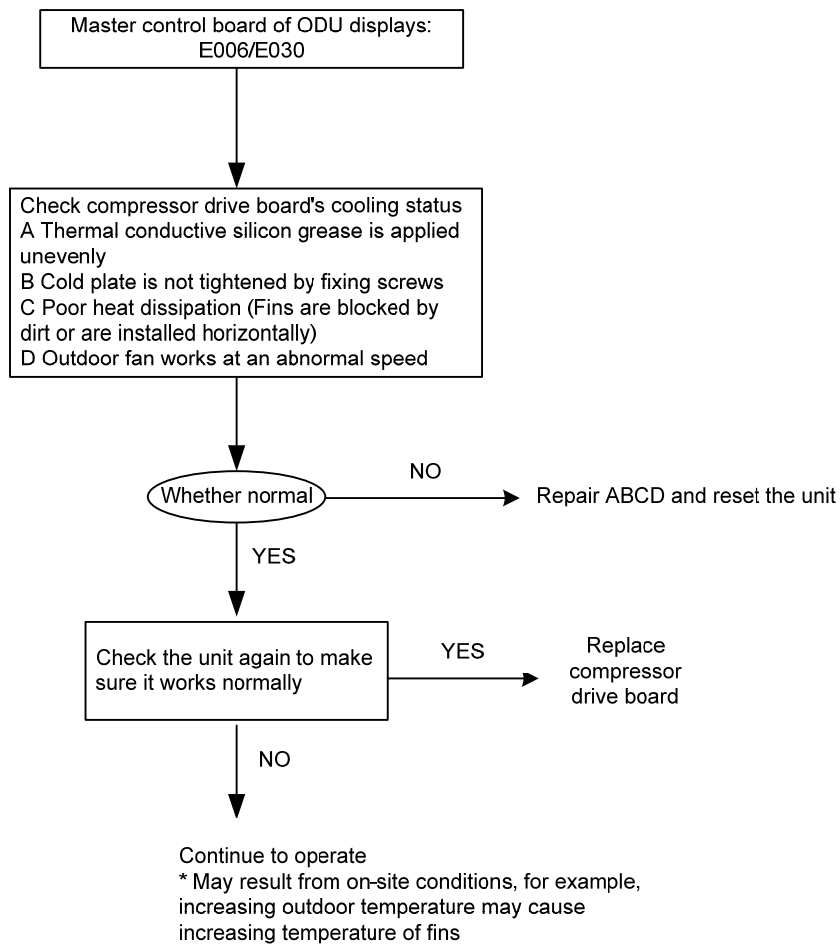 Master control board of ODU displays:
E006/E030
Check compressor drive board's cooling status
A Thermal conductive silicon grease is applied
unevenly
B Cold plate is not tightened by fixing screws
C Poor heat dissipation (Fins are blocked by
dirt or are installed horizontally)
D Outdoor fan works at an abnormal speed
Whether normal
NO
Repair ABCD and reset the unit
YES
Check the unit again to make
sure it works normally
YES
Replace
compressor
drive board
NO
Continue to operate
* May result from on-site conditions, for example,
increasing outdoor temperature may cause
increasing temperature of fins